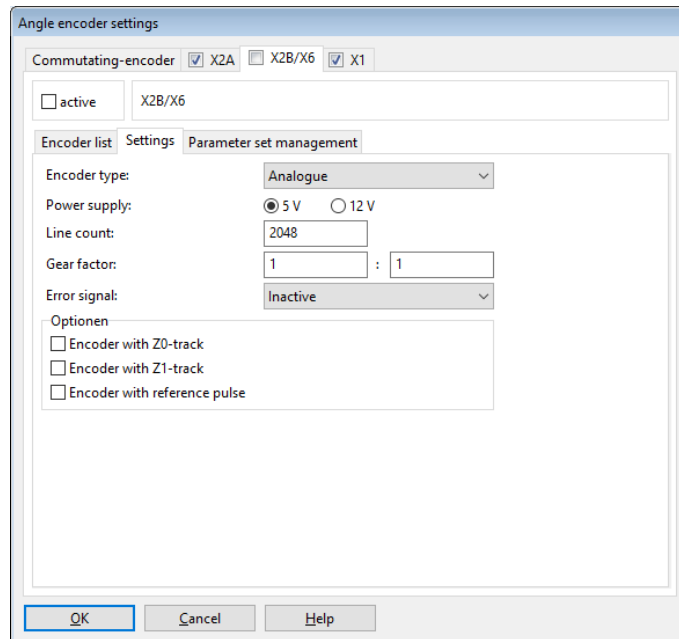 Angle encoder settings
Commutating-encoder X2A X2B/X6 X1
active X2B/X6
Encoder list Settings Parameter set management
Encoder type: Analogue
Power supply: 5 V 12 V
Line count: 2048
Gear factor: 1 : 1
Error signal: Inactive
Optionen
Encoder with Z0-track
Encoder with Z1-track
Encoder with reference pulse
OK Cancel Help